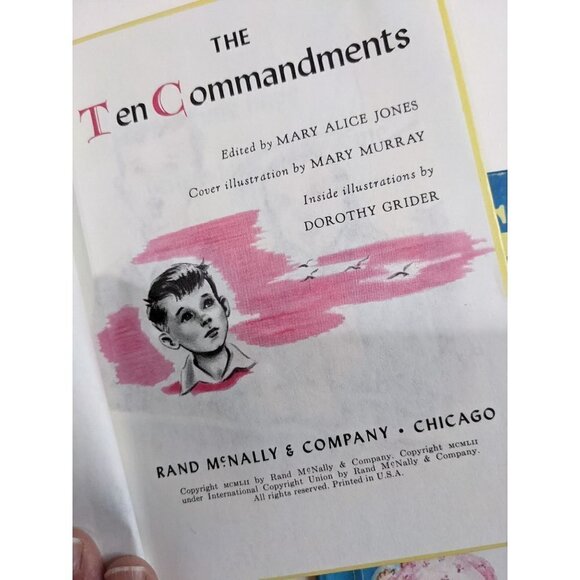 THE
Ten Commandments
Edited by MARY ALICE JONES
Cover illustration by MARY MURRAY
Inside illustrations by
DOROTHY GRIDER
RAND McNALLY & COMPANY • CHICAGO
Copyright MCMLII by Rand McNally & Company. Copyright MCMLII
under International Copyright Union by Rand McNally & Company.
All rights reserved. Printed in U.S.A.